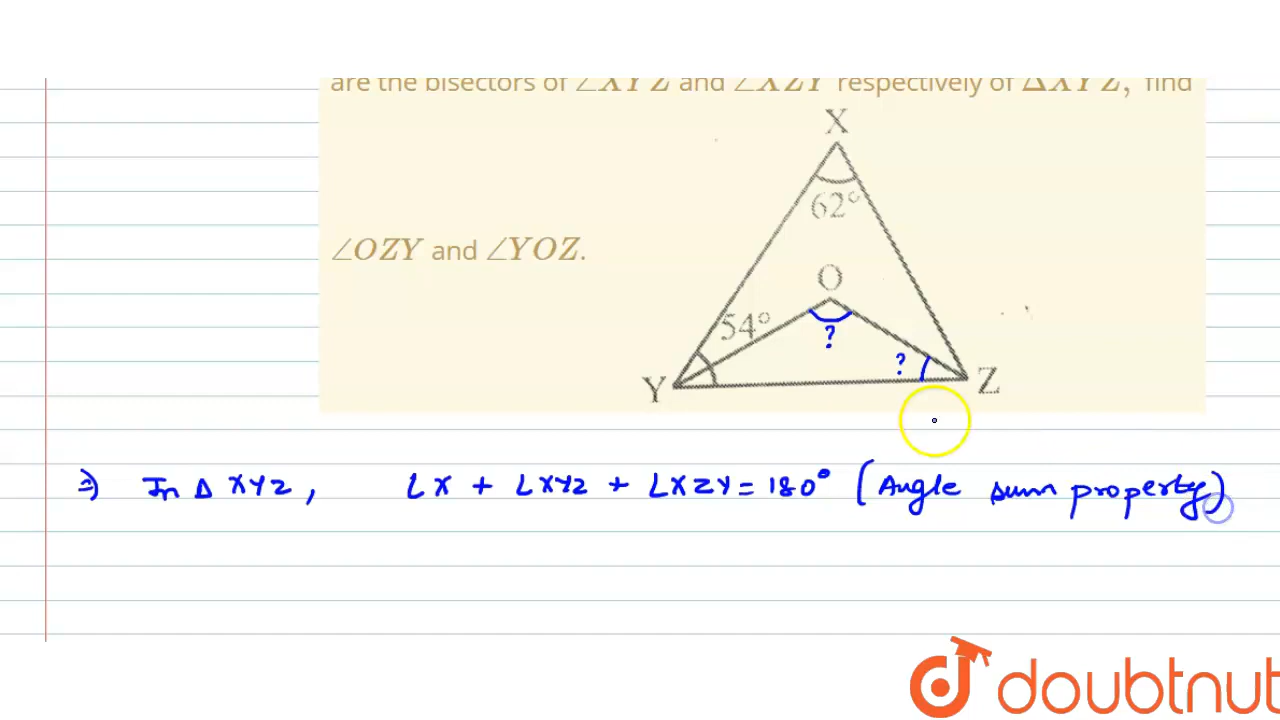 are the bisectors of ∠XYZ and ∠XZY respectively of ΔXYZ, find
X
62°
∠OZY and ∠YOZ.
O
54°
?
?
Y
Z
⇒) In Δ XYZ, ∠X + ∠XYZ + ∠XZY = 180° (Angle sum property)
doubtnut